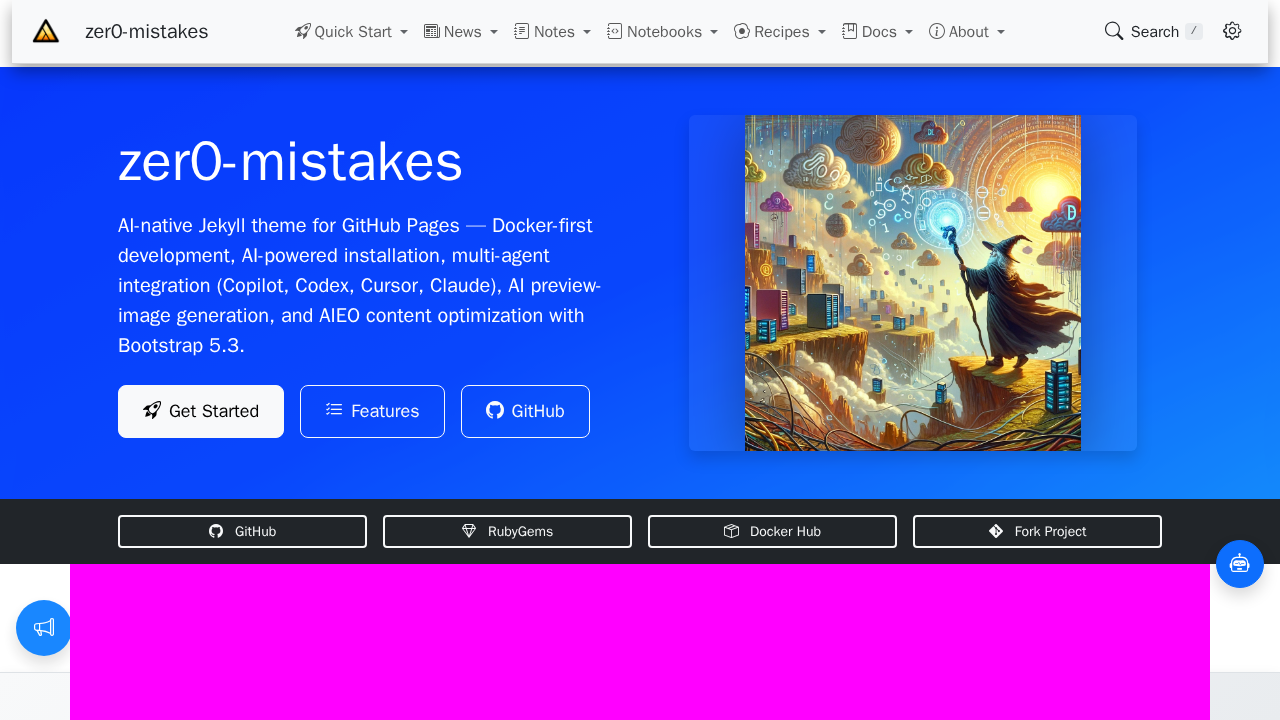 zer0-mistakes
Quick Start
News
Notes
Notebooks
Recipes
Docs
About
Search /
zer0-mistakes
AI-native Jekyll theme for GitHub Pages — Docker-first
development, AI-powered installation, multi-agent
integration (Copilot, Codex, Cursor, Claude), AI preview-
image generation, and AIEO content optimization with
Bootstrap 5.3.
Get Started
Features
GitHub
GitHub
RubyGems
Docker Hub
Fork Project